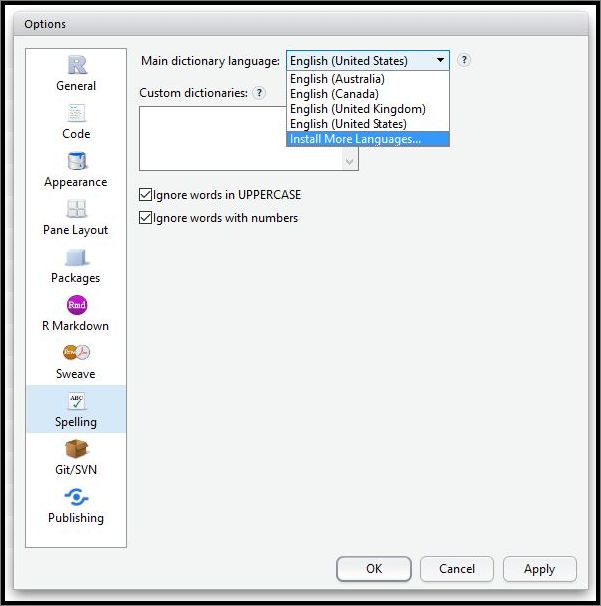 Options
General
Code
Appearance
Pane Layout
Packages
Rmd
R Markdown
Sweave
ABC
Spelling
Git/SVN
Publishing
Main dictionary language: English (United States) ?
English (Australia)
English (Canada)
English (United Kingdom)
English (United States)
Install More Languages...
Custom dictionaries: ?
Ignore words in UPPERCASE
Ignore words with numbers
OK Cancel Apply